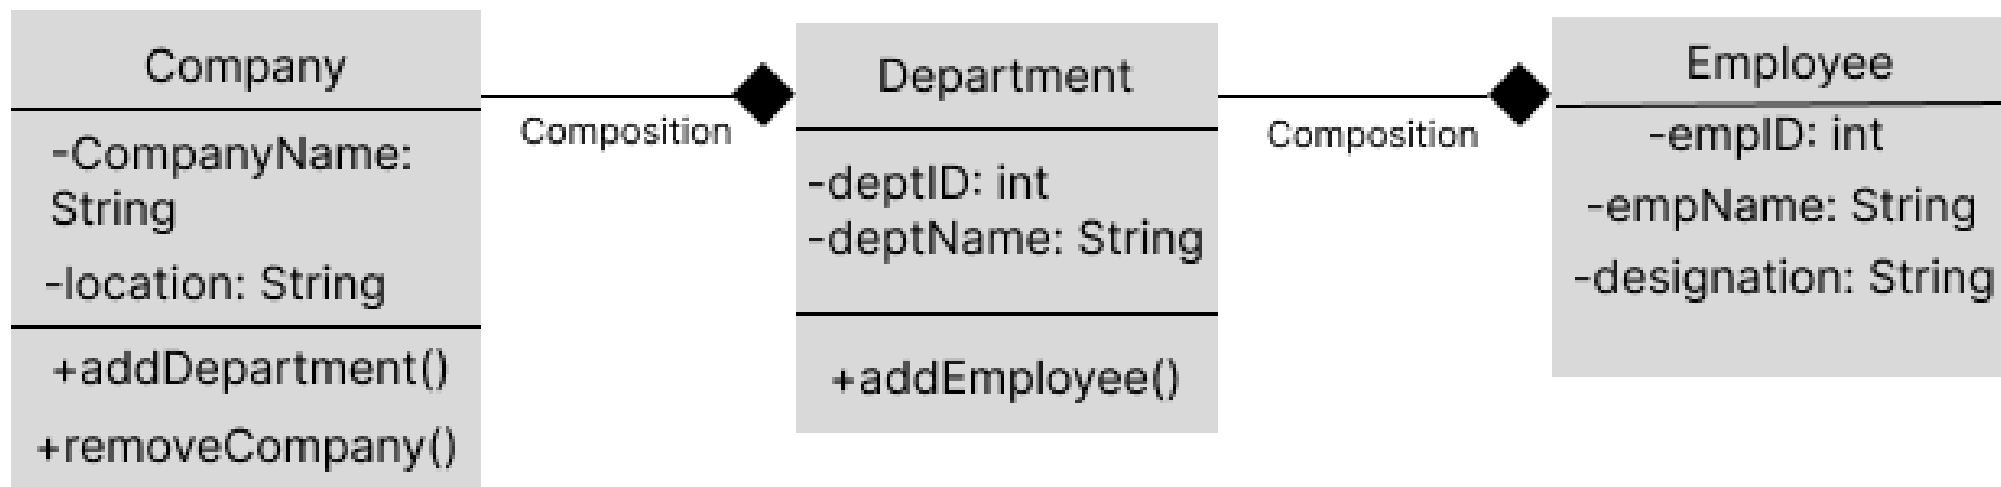 Company
-CompanyName:
String
-location: String
+addDepartment()
+removeCompany()
Composition
Department
-deptID: int
-deptName: String
+addEmployee()
Composition
Employee
-empID: int
-empName: String
-designation: String